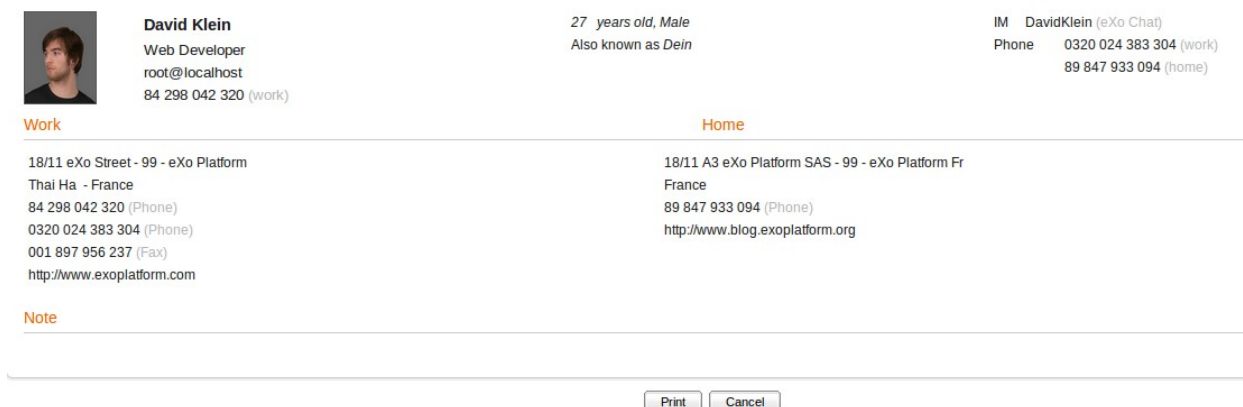 David Klein
Web Developer
root@localhost
84 298 042 320 (work)
27 years old, Male
Also known as Dein
IM DavidKlein (eXo Chat)
Phone 0320 024 383 304 (work)
89 847 933 094 (home)
Work
18/11 eXo Street - 99 - eXo Platform
Thai Ha - France
84 298 042 320 (Phone)
0320 024 383 304 (Phone)
001 897 956 237 (Fax)
http://www.exoplatform.com
Home
18/11 A3 eXo Platform SAS - 99 - eXo Platform Fr
France
89 847 933 094 (Phone)
http://www.blog.exoplatform.org
Note
Print Cancel